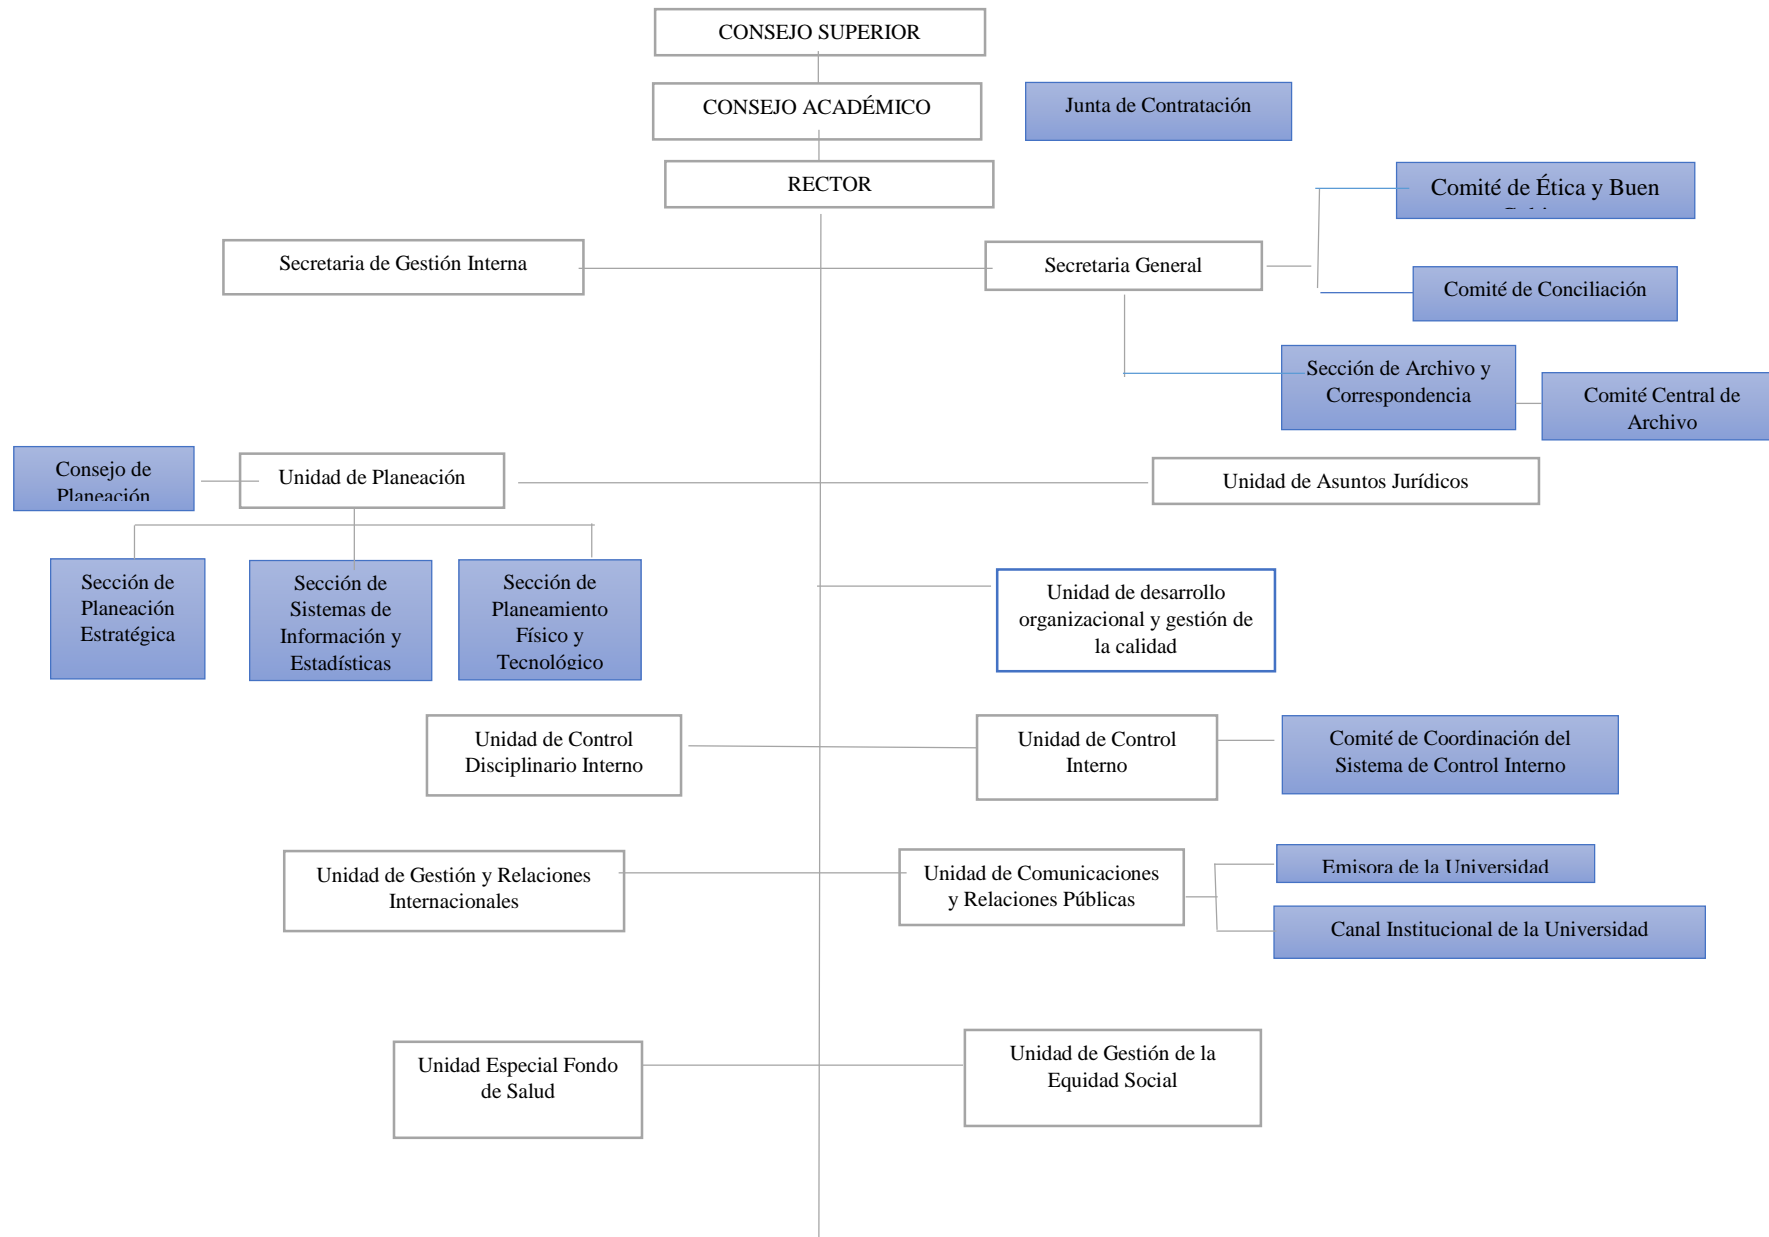 CONSEJO SUPERIOR
CONSEJO ACADÉMICO
Junta de Contratación
RECTOR
Comité de Ética y Buen
Secretaria de Gestión Interna
Secretaria General
Comité de Conciliación
Sección de Archivo y
Correspondencia
Comité Central de
Archivo
Consejo de
Planeación
Unidad de Planeación
Unidad de Asuntos Jurídicos
Sección de
Planeación
Estratégica
Sección de
Sistemas de
Información y
Estadísticas
Sección de
Planeamiento
Físico y
Tecnológico
Unidad de desarrollo
organizacional y gestión de
la calidad
Unidad de Control
Disciplinario Interno
Unidad de Control
Interno
Comité de Coordinación del
Sistema de Control Interno
Unidad de Gestión y Relaciones
Internacionales
Unidad de Comunicaciones
y Relaciones Públicas
Emisora de la Universidad
Canal Institucional de la Universidad
Unidad Especial Fondo
de Salud
Unidad de Gestión de la
Equidad Social